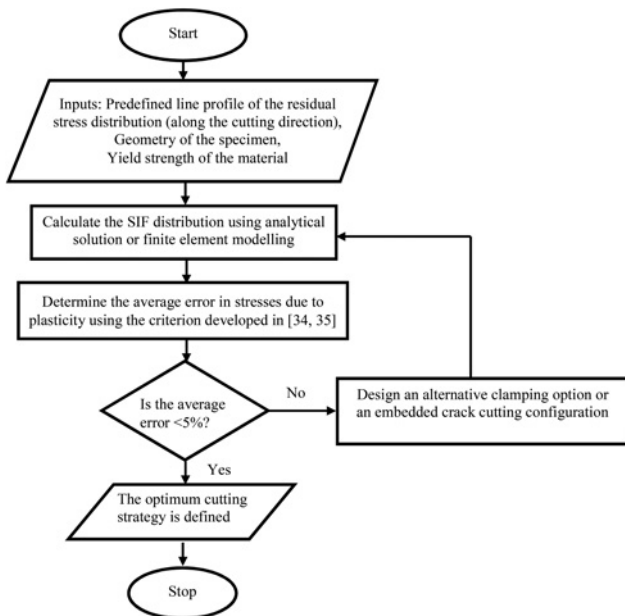 Start
Inputs: Predefined line profile of the residual
stress distribution (along the cutting direction),
Geometry of the specimen,
Yield strength of the material
Calculate the SIF distribution using analytical
solution or finite element modelling
Determine the average error in stresses due to
plasticity using the criterion developed in [34, 35]
Is the average
error <5%?
No
Design an alternative clamping option or
an embedded crack cutting configuration
Yes
The optimum cutting
strategy is defined
Stop